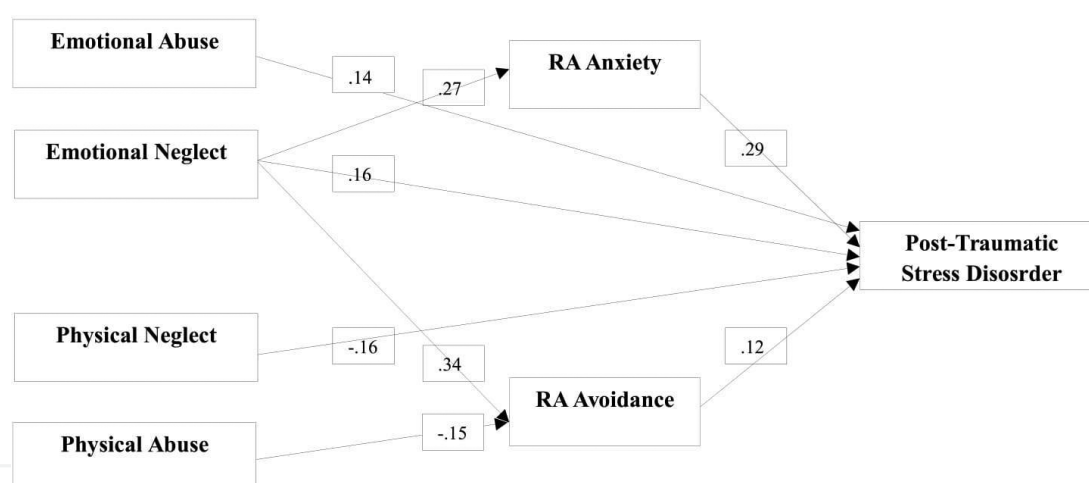 Emotional Abuse
.14
.27
RA Anxiety
Emotional Neglect
.16
.29
Post-Traumatic
Stress Disosrder
Physical Neglect
-.16
.34
.12
RA Avoidance
Physical Abuse
-.15